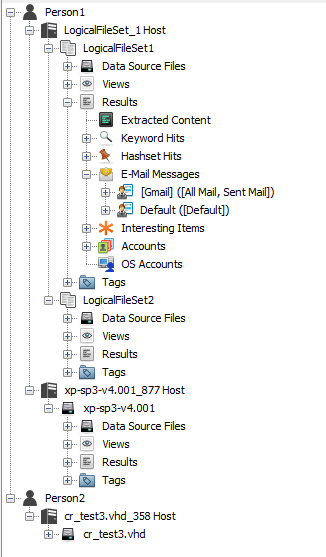 Person1
LogicalFileSet_1 Host
LogicalFileSet1
Data Source Files
Views
Results
Extracted Content
Keyword Hits
Hashset Hits
E-Mail Messages
[Gmail] ([All Mail, Sent Mail])
Default ([Default])
Interesting Items
Accounts
OS Accounts
Tags
LogicalFileSet2
Data Source Files
Views
Results
Tags
xp-sp3-v4.001_877 Host
xp-sp3-v4.001
Data Source Files
Views
Results
Tags
Person2
cr_test3.vhd_358 Host
cr_test3.vhd